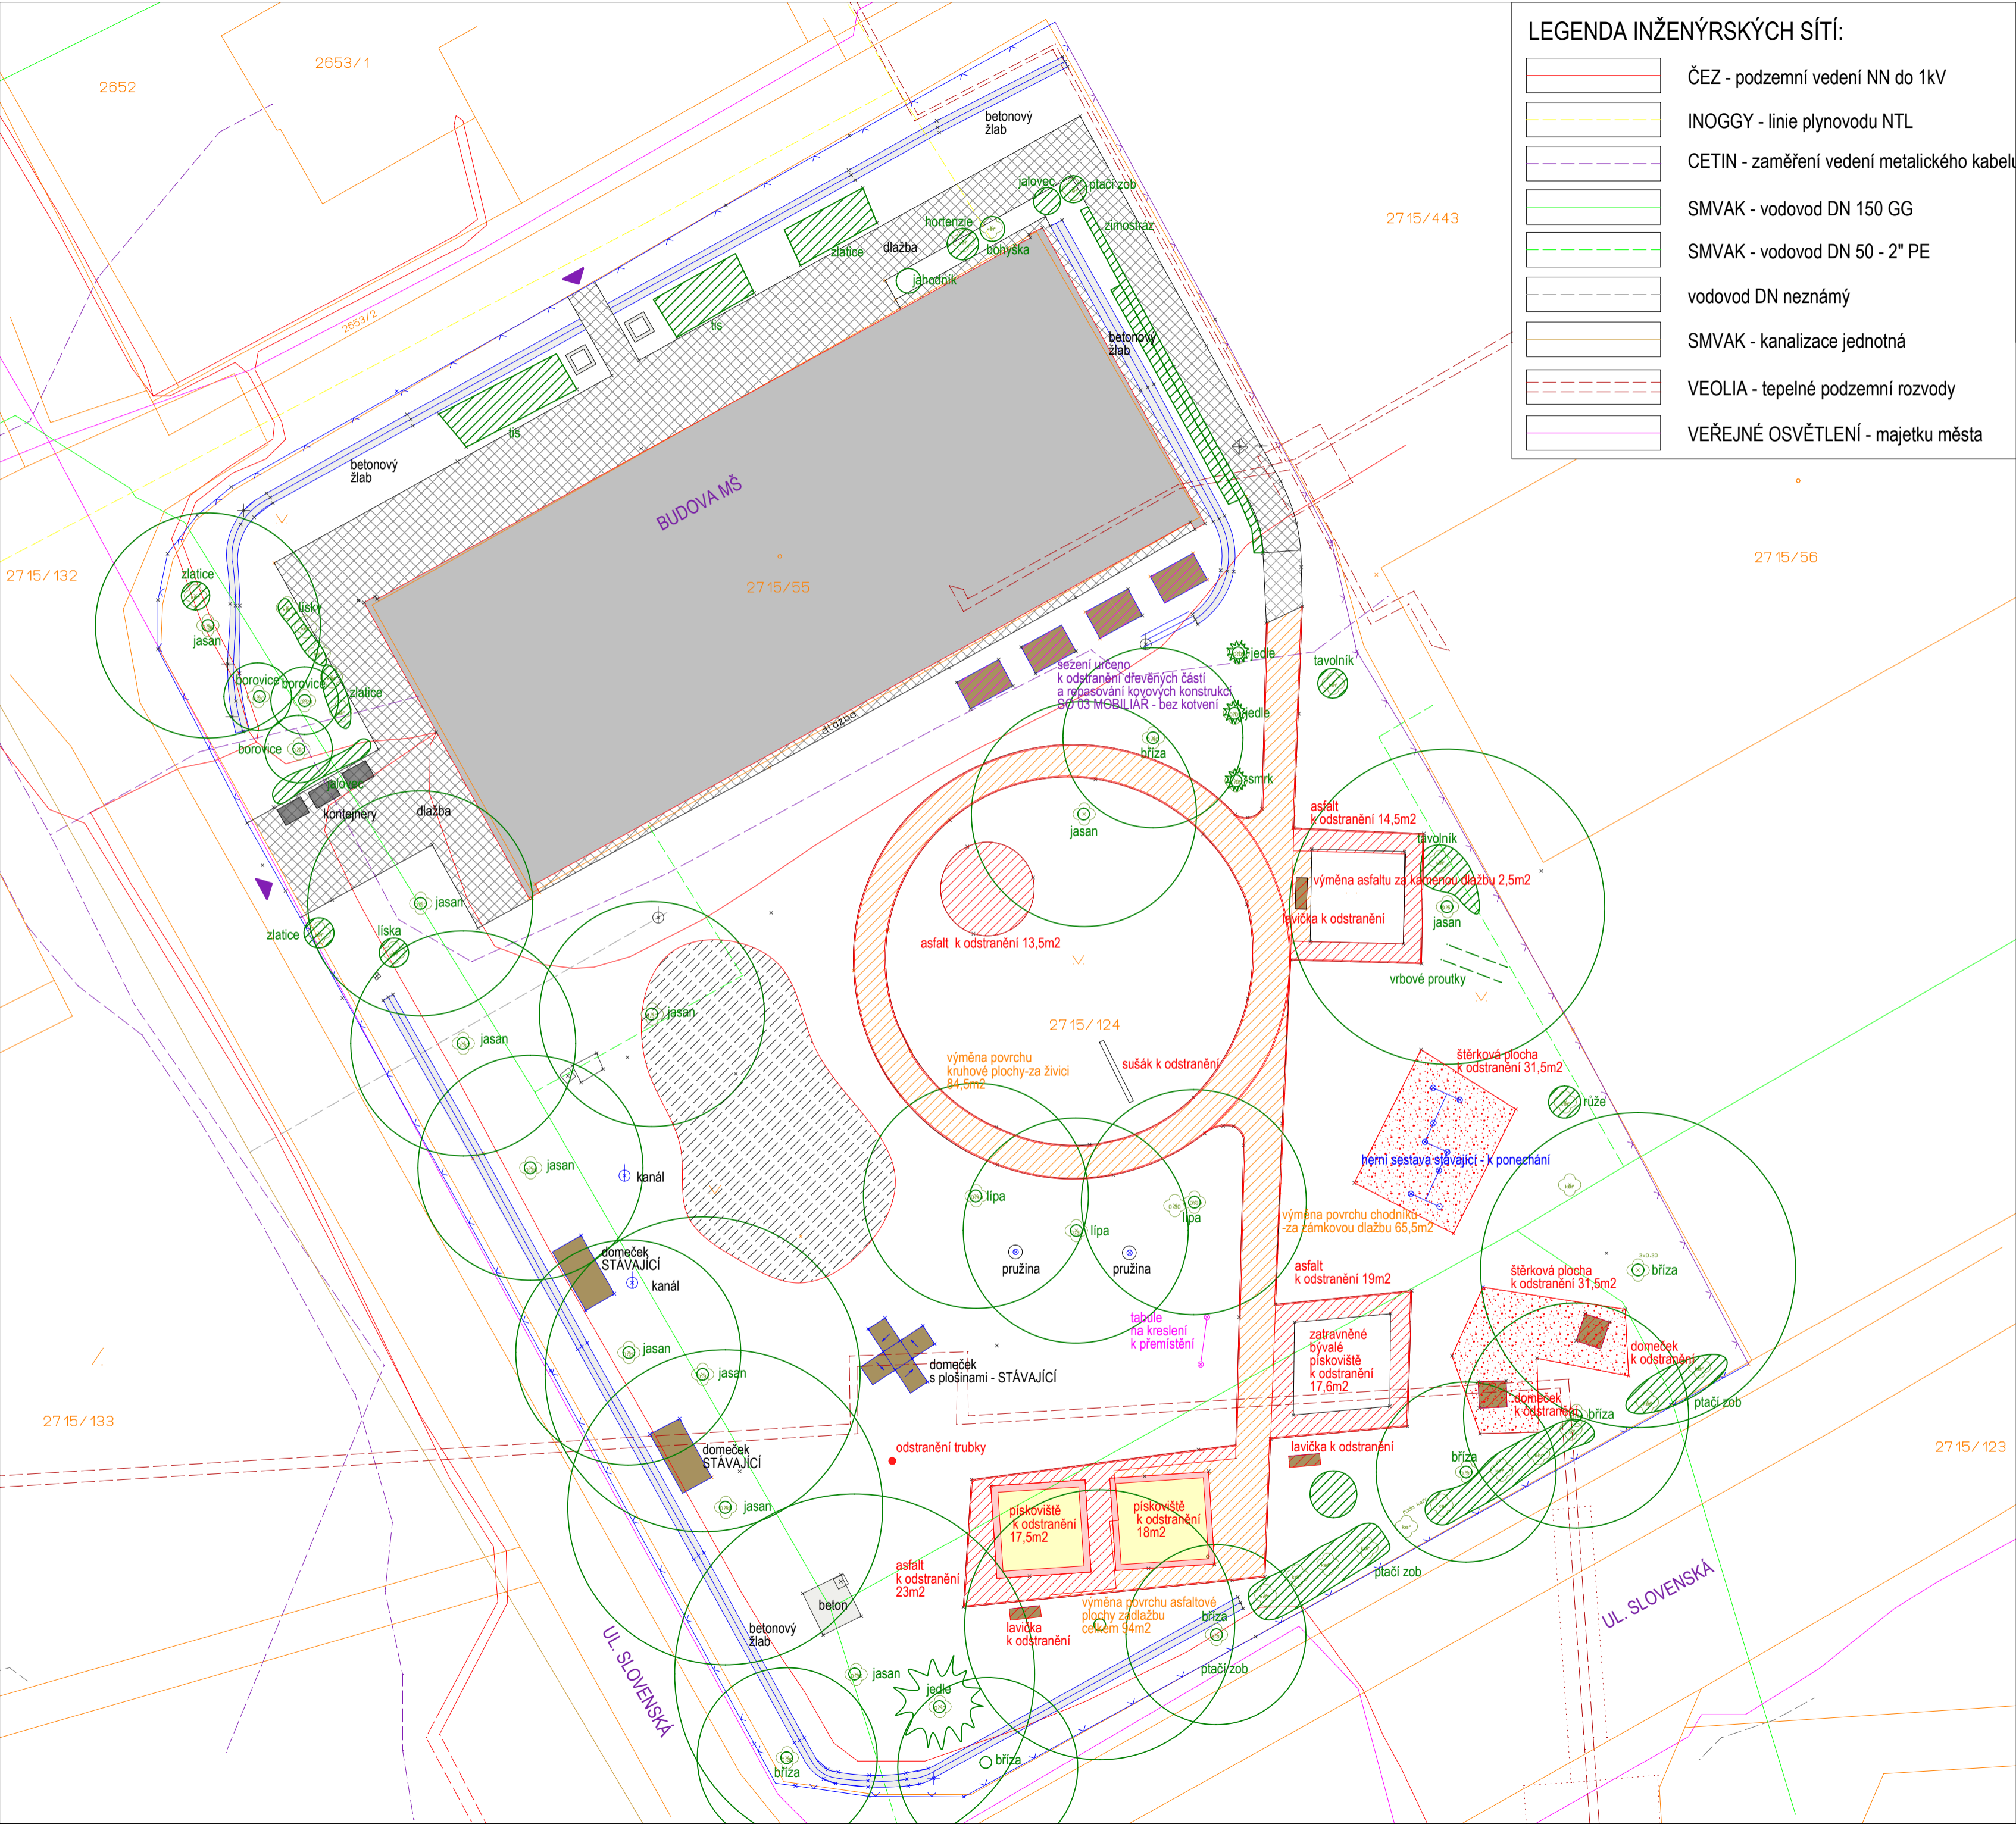 LEGENDA INŽENÝRSKÝCH SÍTÍ:
ČEZ - podzemní vedení NN do 1kV
INOGGY - linie plynovodu NTL
CETIN - zaměření vedení metalického kabelu
SMVAK - vodovod DN 150 GG
SMVAK - vodovod DN 50 - 2" PE
vodovod DN neznámý
SMVAK - kanalizace jednotná
VEOLIA - tepelné podzemní rozvody
VEŘEJNÉ OSVĚTLENÍ - majetku města
2652
2653/1
2653/2
2715/443
2715/56
2715/132
2715/55
2715/124
2715/133
2715/123
betonový
žlab
jalovec
ptačí zob
hortenzie
bohyška
zimostráz
zlatice
dlažba
jahodník
tis
betonový
žlab
tis
betonový
žlab
BUDOVA MŠ
zlatice
lísky
jasan
borovice
borovice
zlatice
borovice
jalovec
kontejnery
dlažba
dlažba
sezení určeno
k odstranění dřevěných částí
a repasování kovových konstrukcí
SO 03 MOBILIÁŘ - bez kotvení
jedle
tavolník
jedle
bříza
smrk
jasan
asfalt
k odstranění 14,5m2
tavolník
výměna asfaltu za kamenou dlažbu 2,5m2
lavička k odstranění
jasan
vrbové proutky
asfalt  k odstranění 13,5m2
jasan
zlatice
líska
jasan
jasan
jasan
kanál
výměna povrchu
kruhové plochy-za živici
84,5m2
sušák k odstranění
štěrková plocha
k odstranění 31,5m2
růže
herní sestava stávající - k ponechání
lípa
lípa
lípa
výměna povrchu chodníku-
-za zámkovou dlažbu 65,5m2
pružina
pružina
domeček
STÁVAJÍCÍ
kanál
asfalt
k odstranění 19m2
štěrková plocha
k odstranění 31,5m2
3x0.30
bříza
tabule
na kreslení
k přemístění
zatravněné
bývalé
pískoviště
k odstranění
17,6m2
domeček
k odstranění
domeček
k odstranění
ptačí zob
bříza
jasan
jasan
domeček
s plošinami - STÁVAJÍCÍ
domeček
STÁVAJÍCÍ
odstranění trubky
lavička k odstranění
bříza
jasan
pískoviště
k odstranění
17,5m2
pískoviště
k odstranění
18m2
asfalt
k odstranění
23m2
ptačí zob
beton
betonový
žlab
lavička
k odstranění
výměna povrchu asfaltové
plochy zadlažbu
celkem 94m2
bříza
ptačí zob
UL. SLOVENSKÁ
UL. SLOVENSKÁ
jasan
jedle
bříza
bříza